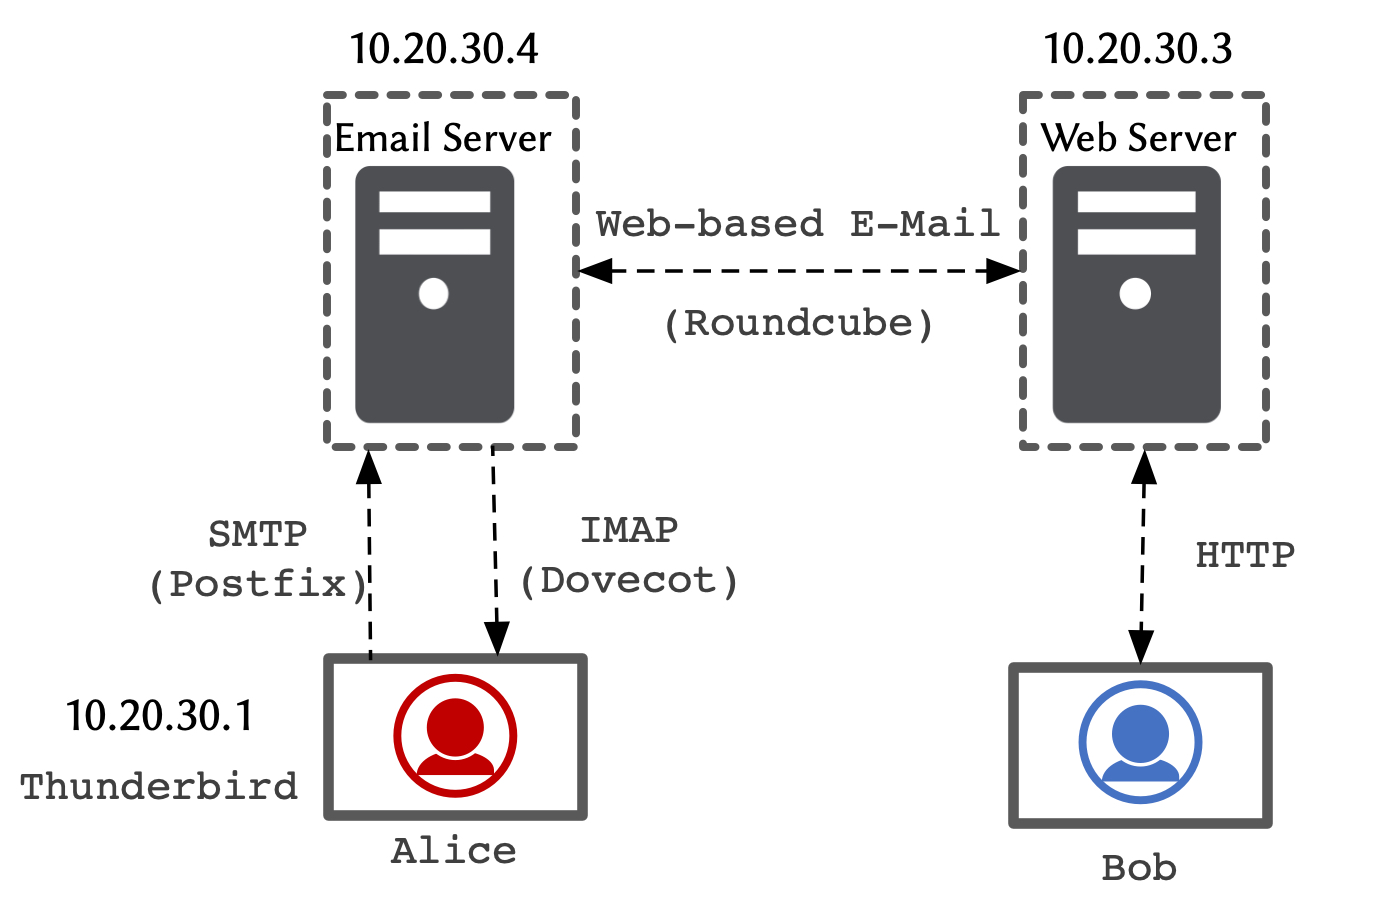 10.20.30.4
10.20.30.3
Email Server
Web Server
Web-based E-Mail
(Roundcube)
SMTP
(Postfix)
IMAP
(Dovecot)
HTTP
10.20.30.1
Thunderbird
Alice
Bob